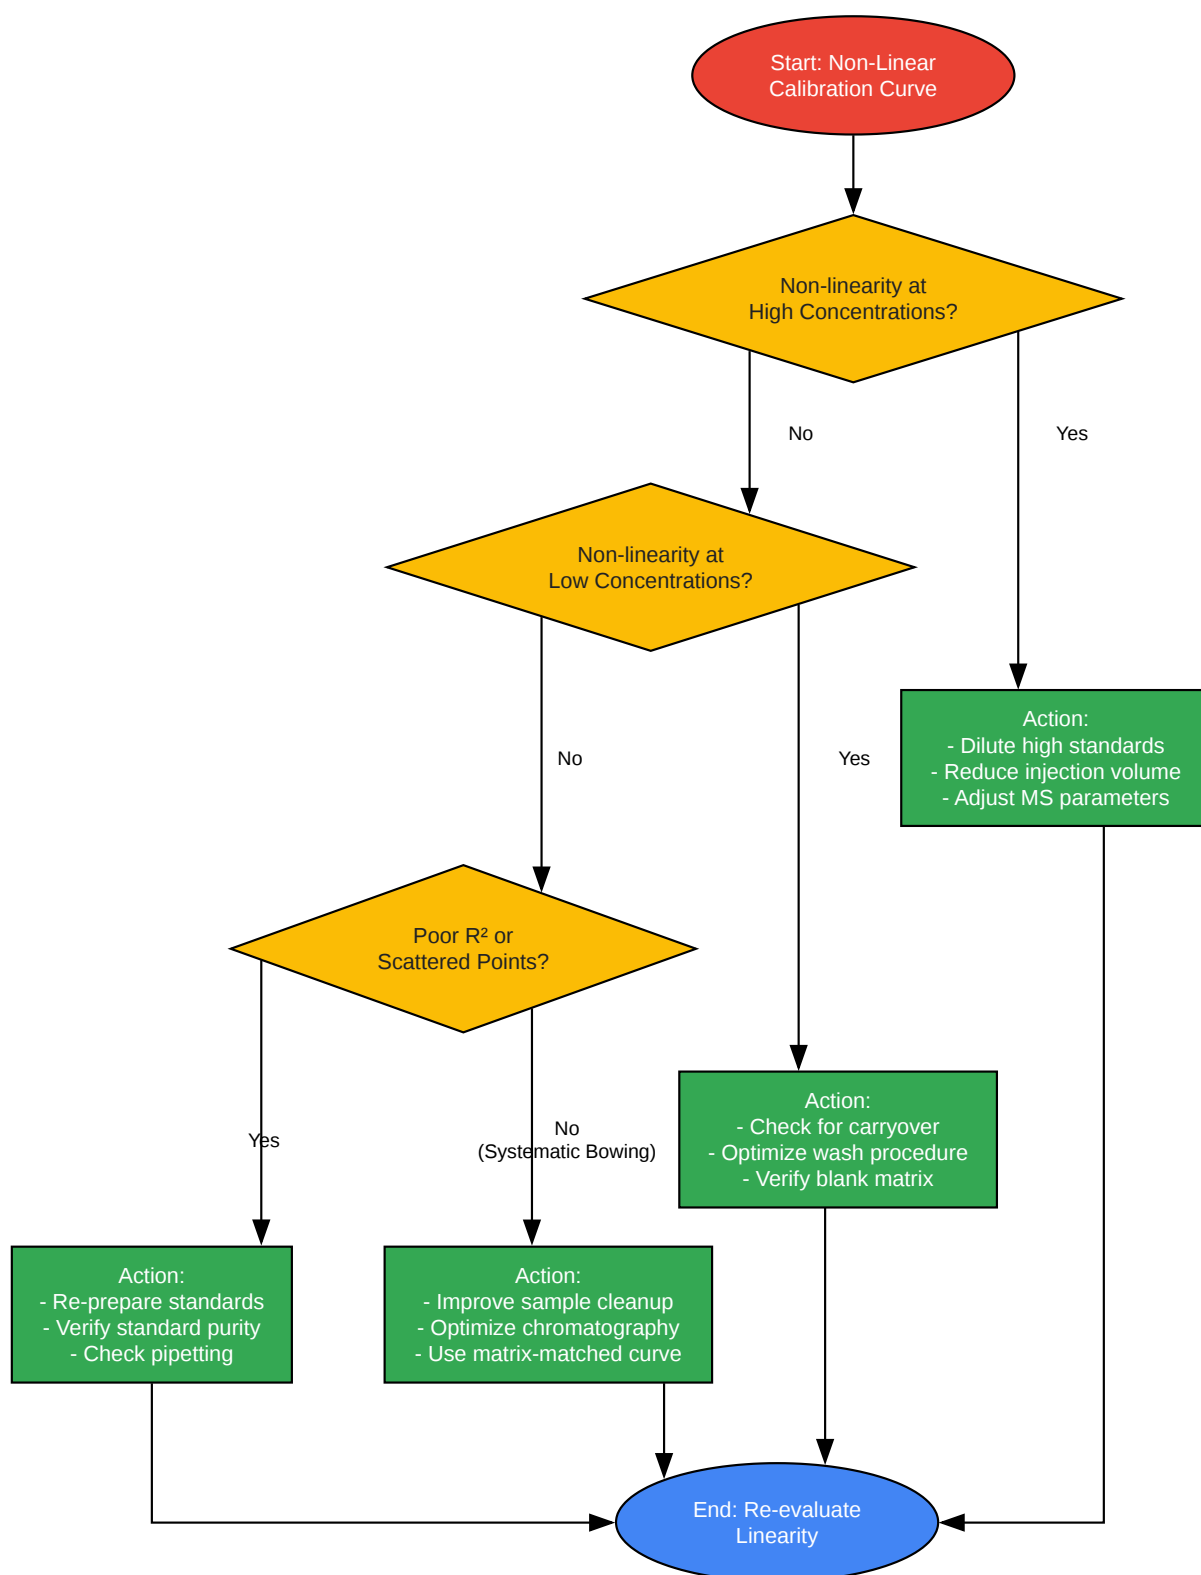 Start: Non-Linear
Calibration Curve
Non-linearity at
High Concentrations?
No
Yes
Non-linearity at
Low Concentrations?
No
Yes
Action:
- Dilute high standards
- Reduce injection volume
- Adjust MS parameters
Poor R² or
Scattered Points?
Yes
No
(Systematic Bowing)
Action:
- Check for carryover
- Optimize wash procedure
- Verify blank matrix
Action:
- Re-prepare standards
- Verify standard purity
- Check pipetting
Action:
- Improve sample cleanup
- Optimize chromatography
- Use matrix-matched curve
End: Re-evaluate
Linearity